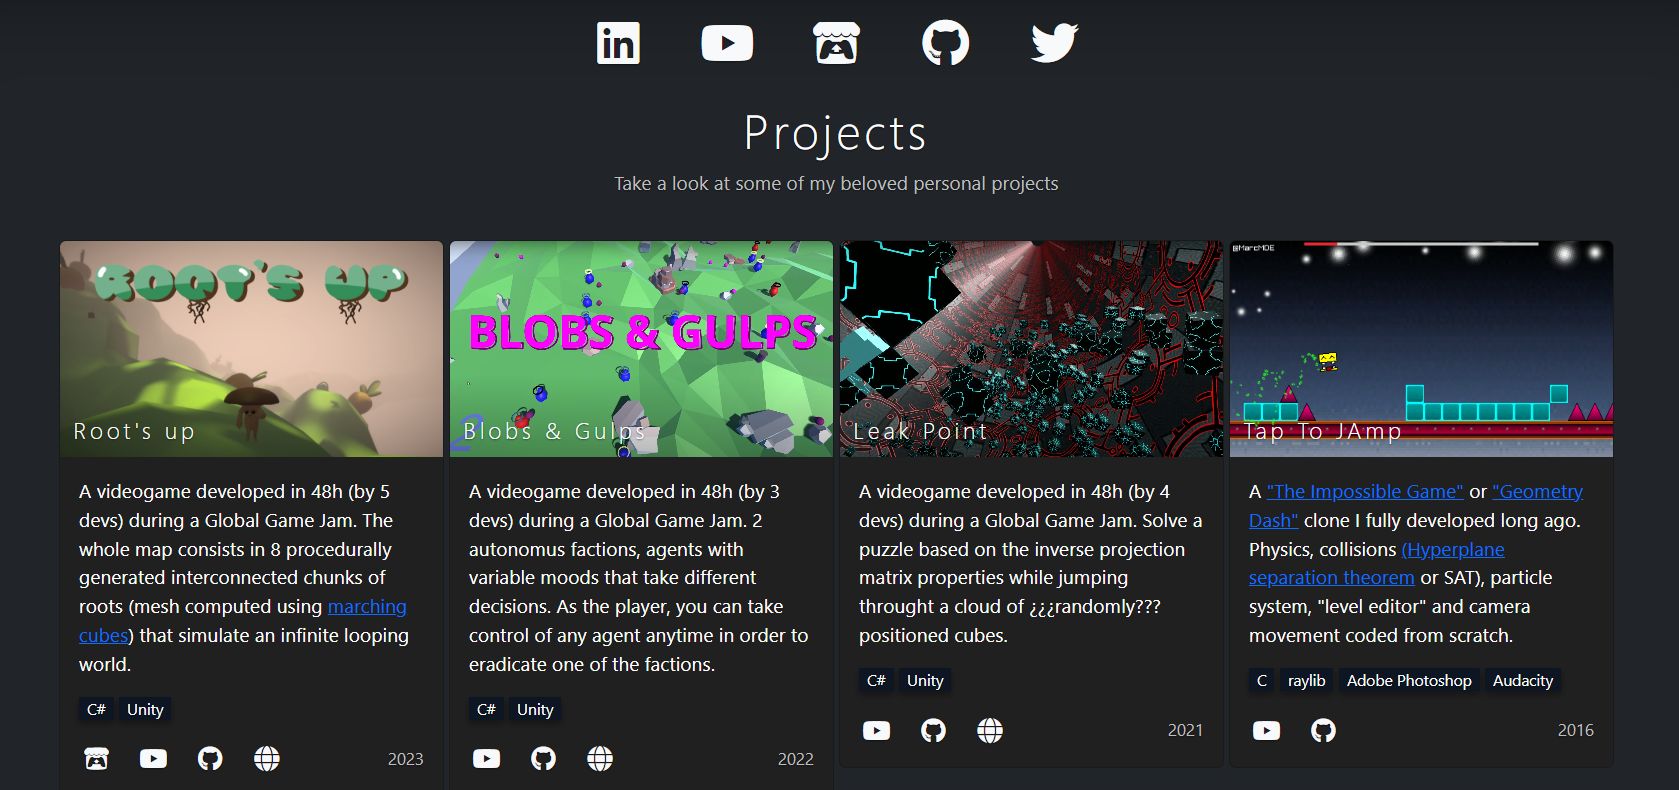 in
Projects
Take a look at some of my beloved personal projects
ROOT'S UP
Root's up
A videogame developed in 48h (by 5
devs) during a Global Game Jam. The
whole map consists in 8 procedurally
generated interconnected chunks of
roots (mesh computed using marching
cubes) that simulate an infinite looping
world.
C# Unity
2023
BLOBS & GULPS
2
Blobs & Gulps
A videogame developed in 48h (by 3
devs) during a Global Game Jam. 2
autonomus factions, agents with
variable moods that take different
decisions. As the player, you can take
control of any agent anytime in order to
eradicate one of the factions.
C# Unity
2022
Leak Point
A videogame developed in 48h (by 4
devs) during a Global Game Jam. Solve a
puzzle based on the inverse projection
matrix properties while jumping
throught a cloud of ¿¿¿randomly???
positioned cubes.
C# Unity
2021
@MarcMDE
Tap To JAmp
A "The Impossible Game" or "Geometry
Dash" clone I fully developed long ago.
Physics, collisions (Hyperplane
separation theorem or SAT), particle
system, "level editor" and camera
movement coded from scratch.
C raylib Adobe Photoshop Audacity
2016